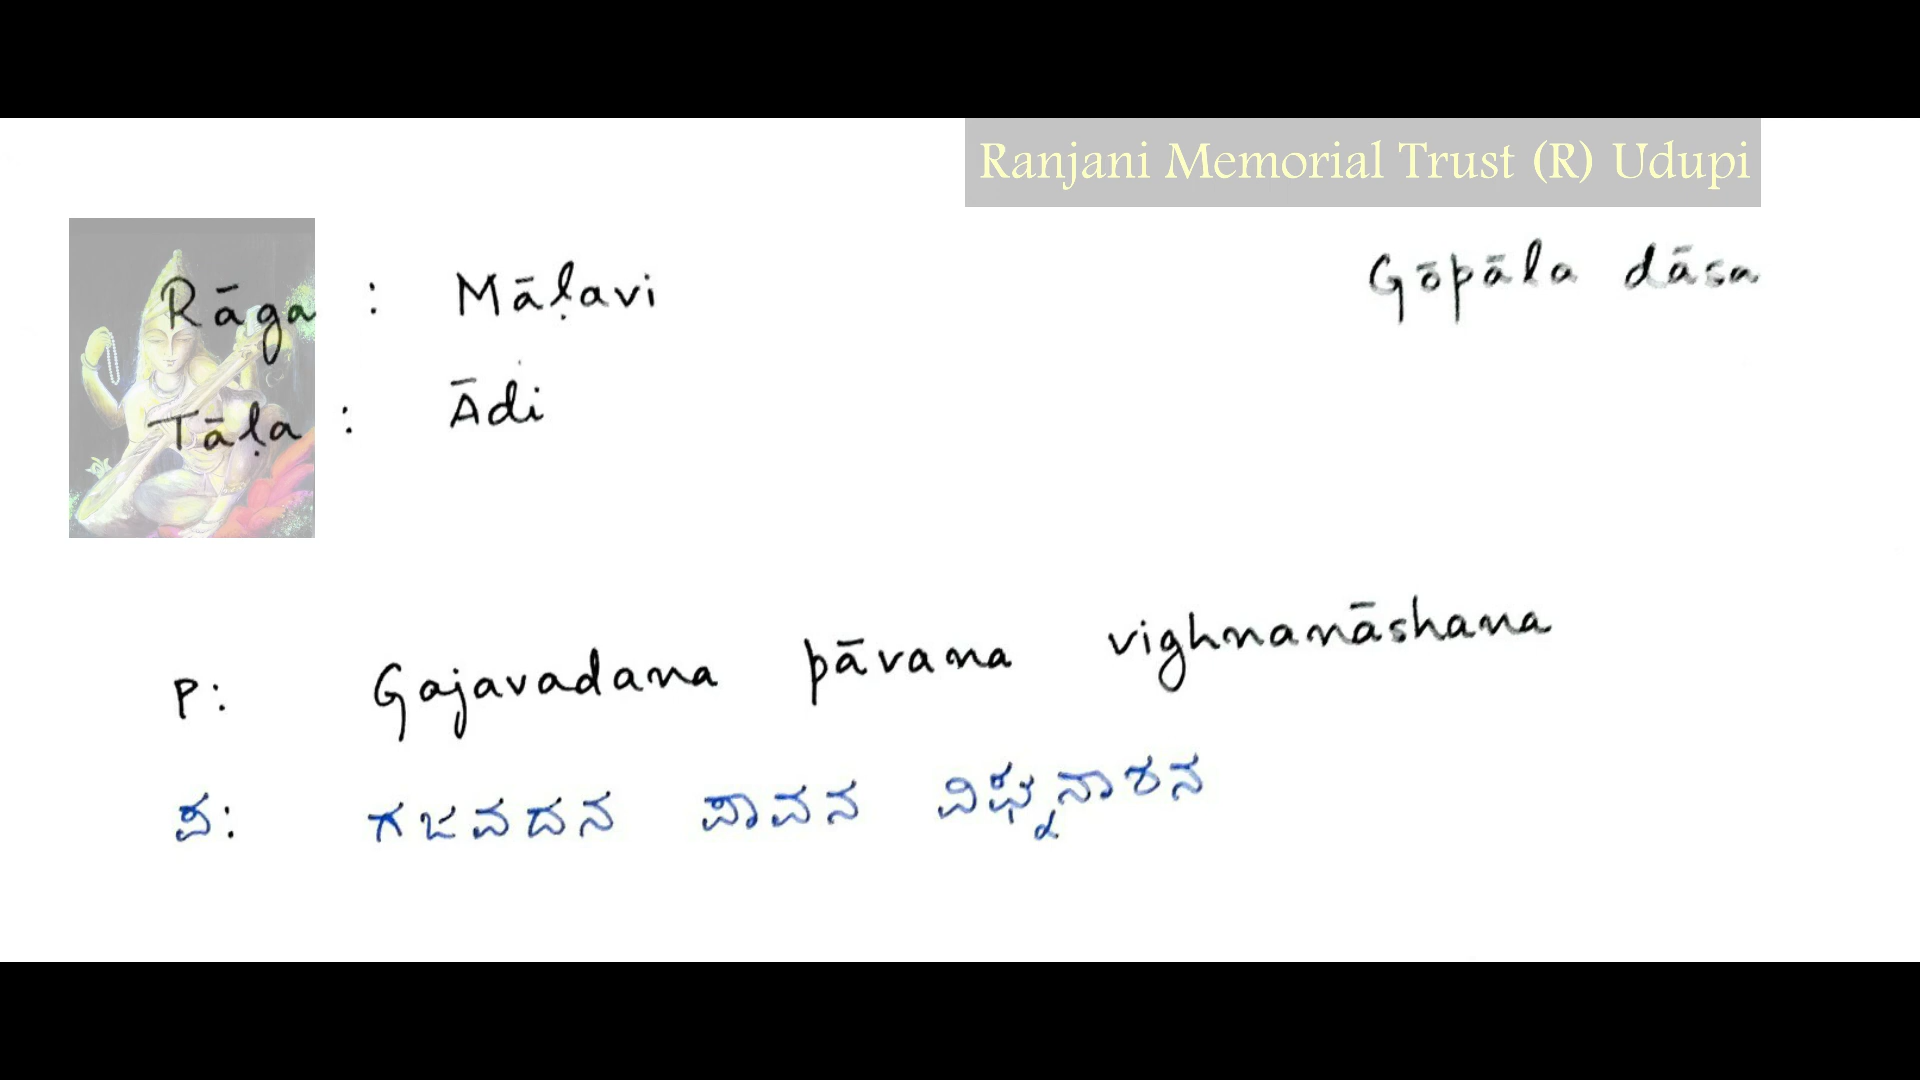 Ranjani Memorial Trust (R) Udupi
Gōpāla dāsa
Rāga : Māḷavi
Tāḷa : Ādi
P: Gajavadana pāvana vighnanāshana
ಪ: ಗಜವದನ ಪಾವನ ವಿಘ್ನನಾಶನ